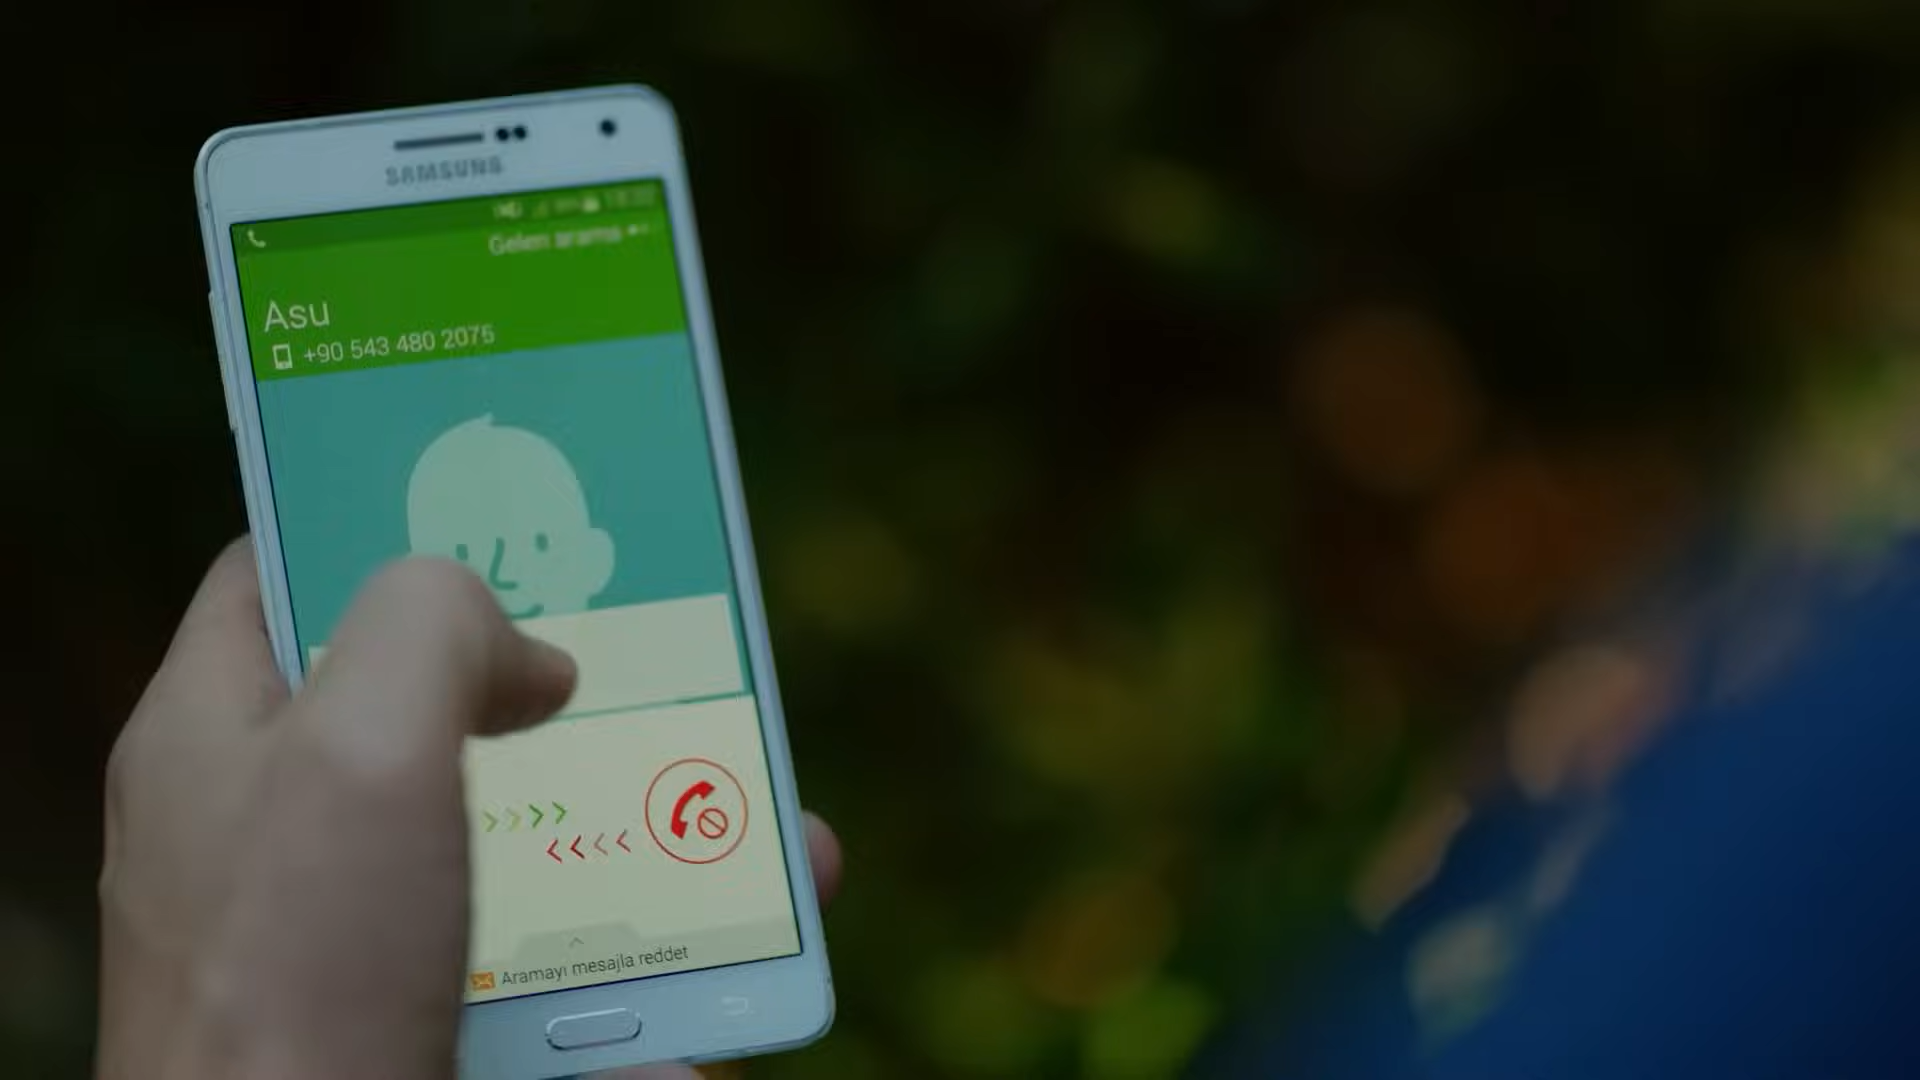 SAMSUNG
Gelen arama
Asu
+90 543 480 2075
Aramayı mesajla reddet